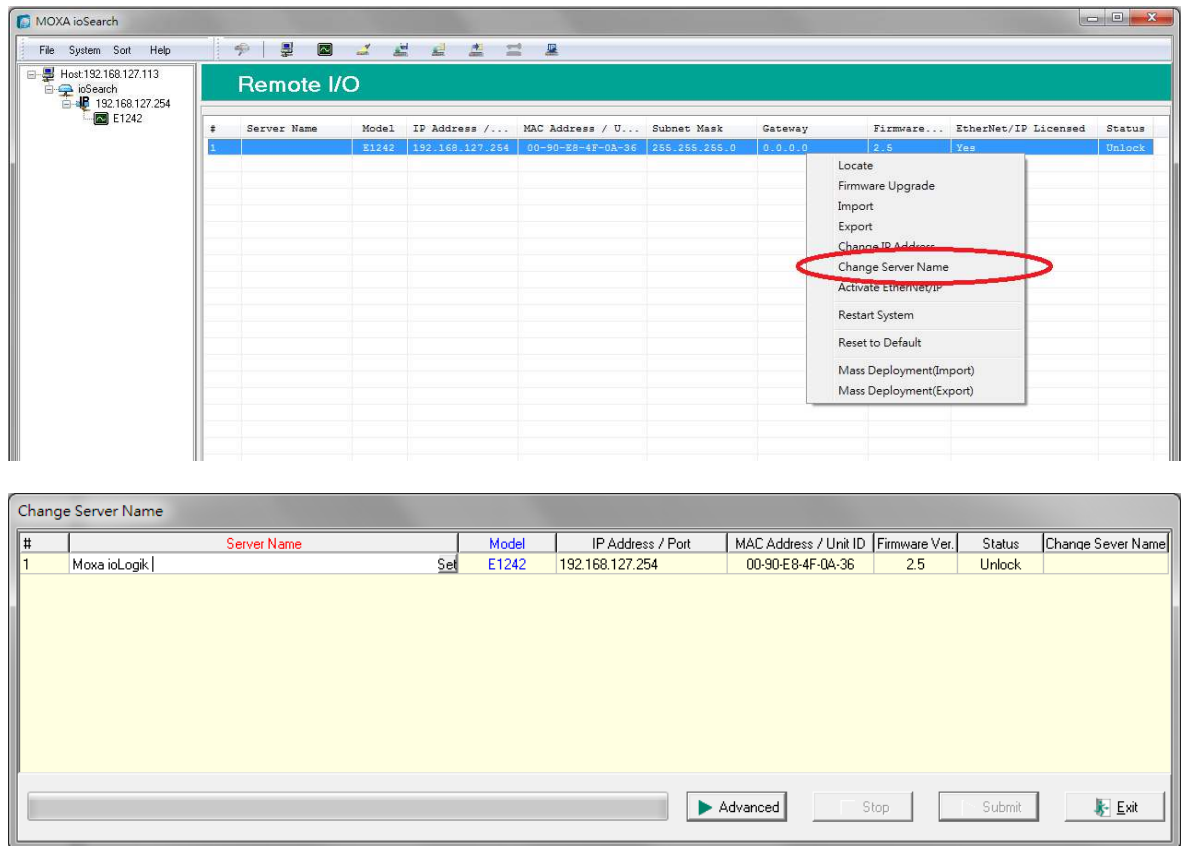 MOXA ioSearch
File System Sort Help
Host:192.168.127.113
ioSearch
192.168.127.254
E1242
Remote I/O
# Server Name Model IP Address /... MAC Address / U... Subnet Mask Gateway Firmware... EtherNet/IP Licensed Status
1 E1242 192.168.127.254 00-90-E8-4F-0A-36 255.255.255.0 0.0.0.0 2.5 Yes Unlock
Locate
Firmware Upgrade
Import
Export
Change IP Address
Change Server Name
Activate EtherNet/IP
Restart System
Reset to Default
Mass Deployment(Import)
Mass Deployment(Export)
Change Server Name
# Server Name Model IP Address / Port MAC Address / Unit ID Firmware Ver. Status Change Sever Name
1 Moxa ioLogik Set E1242 192.168.127.254 00-90-E8-4F-0A-36 2.5 Unlock
Advanced Stop Submit Exit